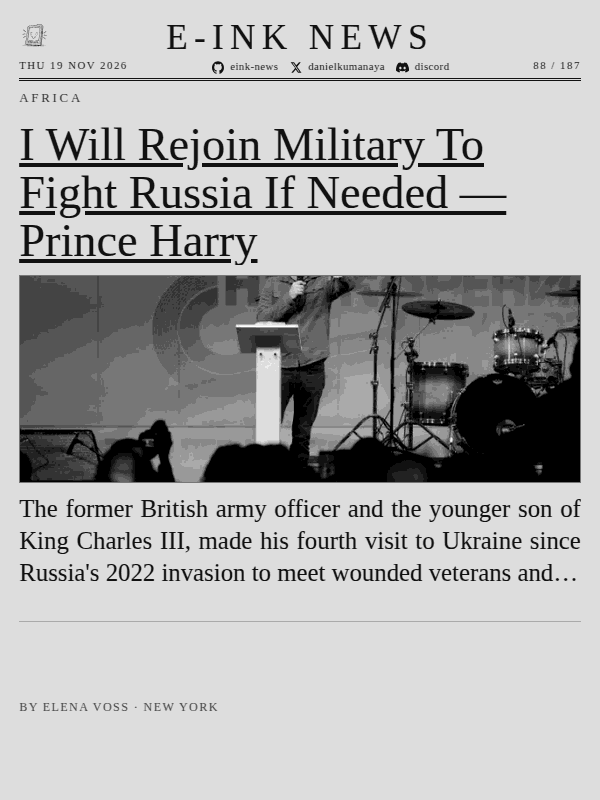 E-INK NEWS
THU 19 NOV 2026
eink-news danielkumanaya discord
88 / 187
AFRICA
I Will Rejoin Military To
Fight Russia If Needed —
Prince Harry
The former British army officer and the younger son of
King Charles III, made his fourth visit to Ukraine since
Russia's 2022 invasion to meet wounded veterans and…
BY ELENA VOSS · NEW YORK